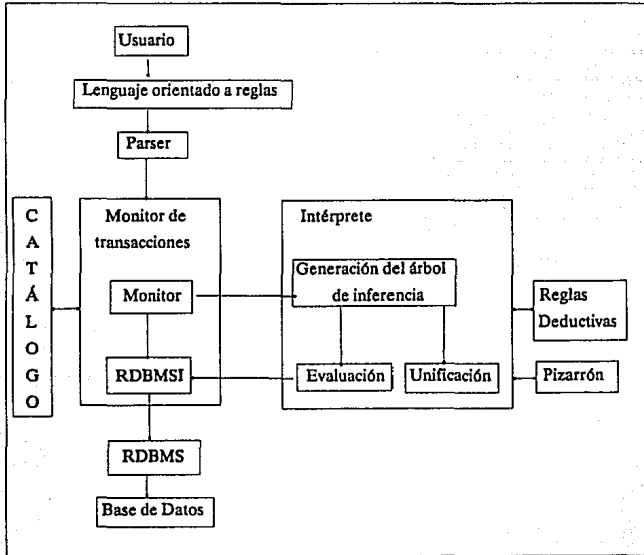 Usuario
Lenguaje orientado a reglas
Parser
CATÁLOGO
Monitor de
transacciones
Monitor
RDBMSI
RDBMS
Base de Datos
Intérprete
Generación del árbol
de inferencia
Evaluación
Unificación
Reglas
Deductivas
Pizarrón